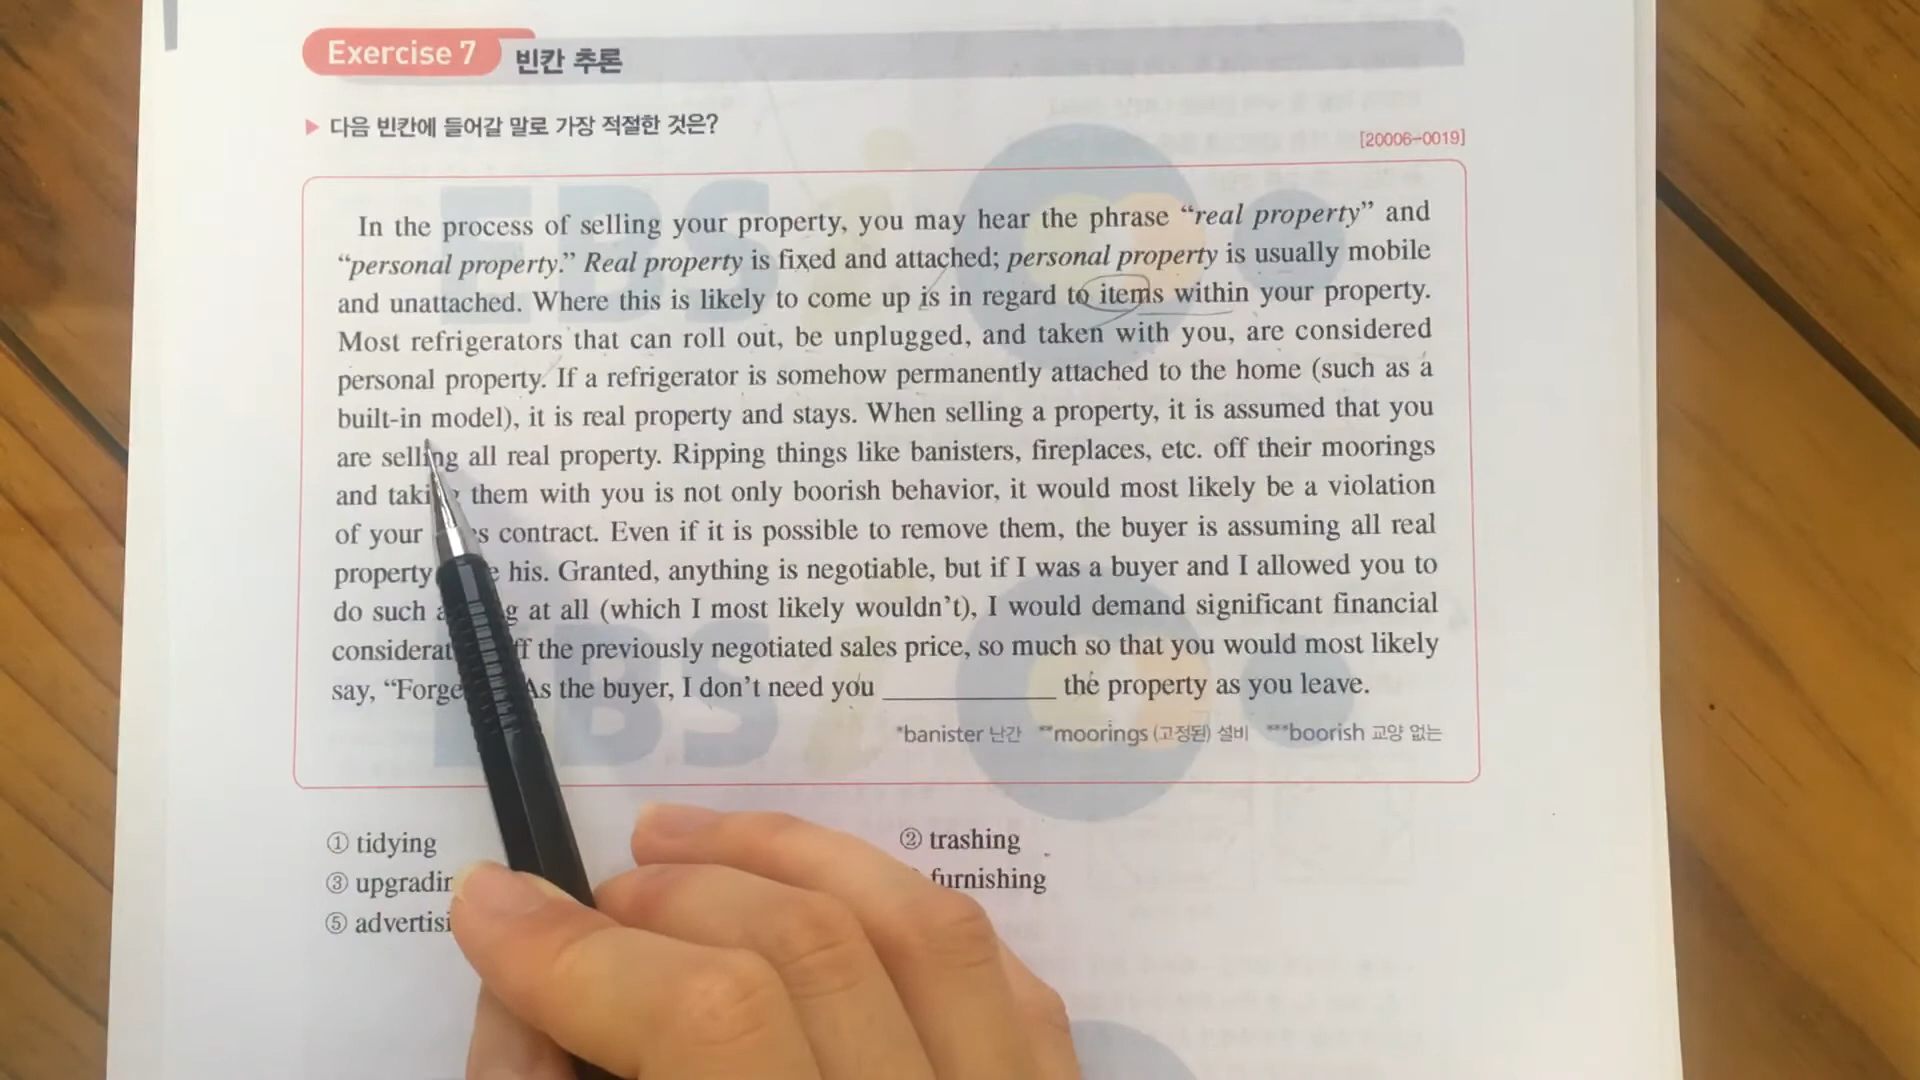 Exercise 7 빈칸 추론
▶ 다음 빈칸에 들어갈 말로 가장 적절한 것은?
[20006-0019]
In the process of selling your property, you may hear the phrase “real property” and
“personal property.” Real property is fixed and attached; personal property is usually mobile
and unattached. Where this is likely to come up is in regard to items within your property.
Most refrigerators that can roll out, be unplugged, and taken with you, are considered
personal property. If a refrigerator is somehow permanently attached to the home (such as a
built-in model), it is real property and stays. When selling a property, it is assumed that you
are selling all real property. Ripping things like banisters, fireplaces, etc. off their moorings
and taking them with you is not only boorish behavior, it would most likely be a violation
of your contract. Even if it is possible to remove them, the buyer is assuming all real
property his. Granted, anything is negotiable, but if I was a buyer and I allowed you to
do such at all (which I most likely wouldn’t), I would demand significant financial
the previously negotiated sales price, so much so that you would most likely
say, As the buyer, I don’t need you __________ the property as you leave.
*banister 난간 **moorings (고정된) 설비 ***boorish 교양 없는
① tidying
② trashing
③
furnishing
⑤
EBSi
EBSi